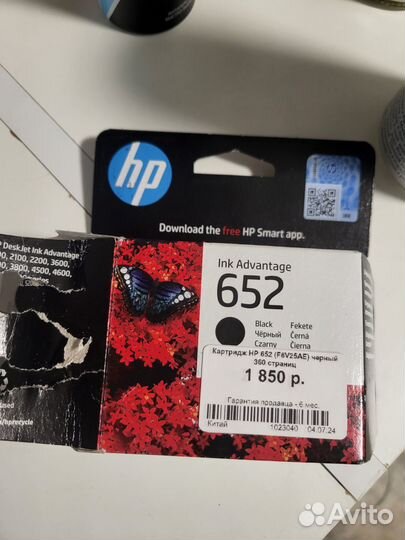 hp
Download the free HP Smart app.
DeskJet Ink Advantage
2100, 2200, 3600,
3800, 4500, 4600,
Ink Advantage
652
Black Fekete
Чёрный Černá
Czarny Čierna
Картридж HP 652 (F6V25AE) черный
360 страниц
1 850 р.
Гарантия продавца - 6 мес.
Китай 1023040 04.07.24
Avito